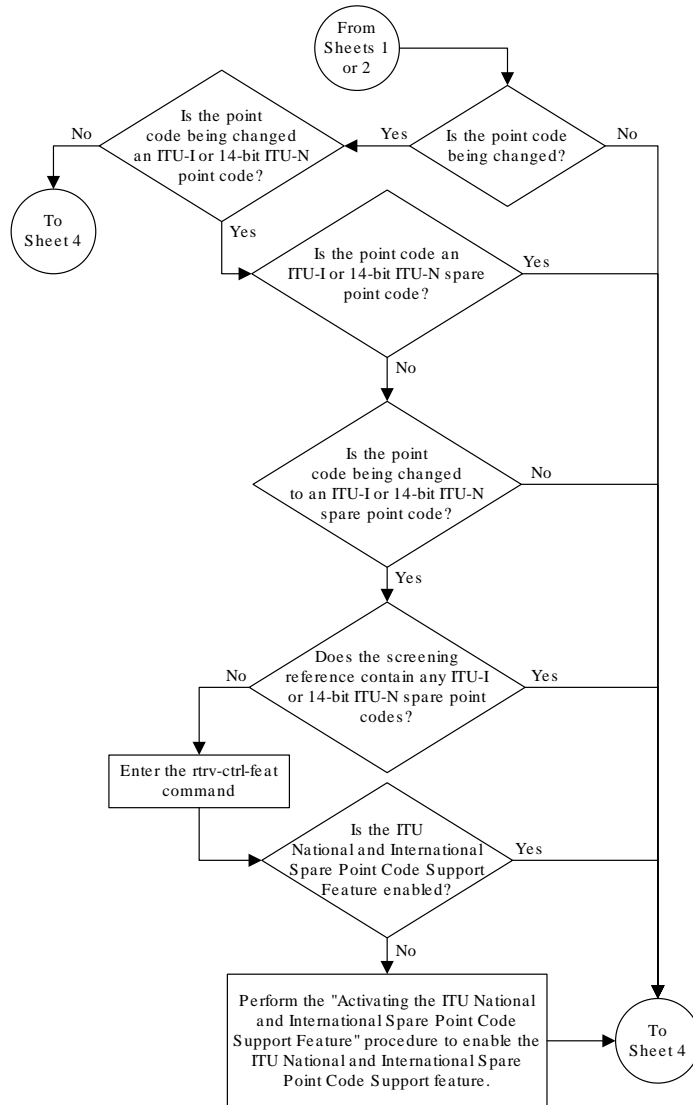 From
Sheets 1
or 2
Is the point code
being changed?
Yes
No
Is the point
code being changed
an ITU-I or 14-bit ITU-N
point code?
No
Yes
To
Sheet 4
Is the point code an
ITU-I or 14-bit ITU-N spare
point code?
Yes
No
Is the point
code being changed
to an ITU-I or 14-bit ITU-N
spare point code?
No
Yes
Does the screening
reference contain any ITU-I
or 14-bit ITU-N spare point
codes?
No
Yes
Enter the rtrv-ctrl-feat
command
Is the ITU
National and International
Spare Point Code Support
Feature enabled?
Yes
No
Perform the "Activating the ITU National
and International Spare Point Code
Support Feature" procedure to enable the
ITU National and International Spare
Point Code Support feature.
To
Sheet 4